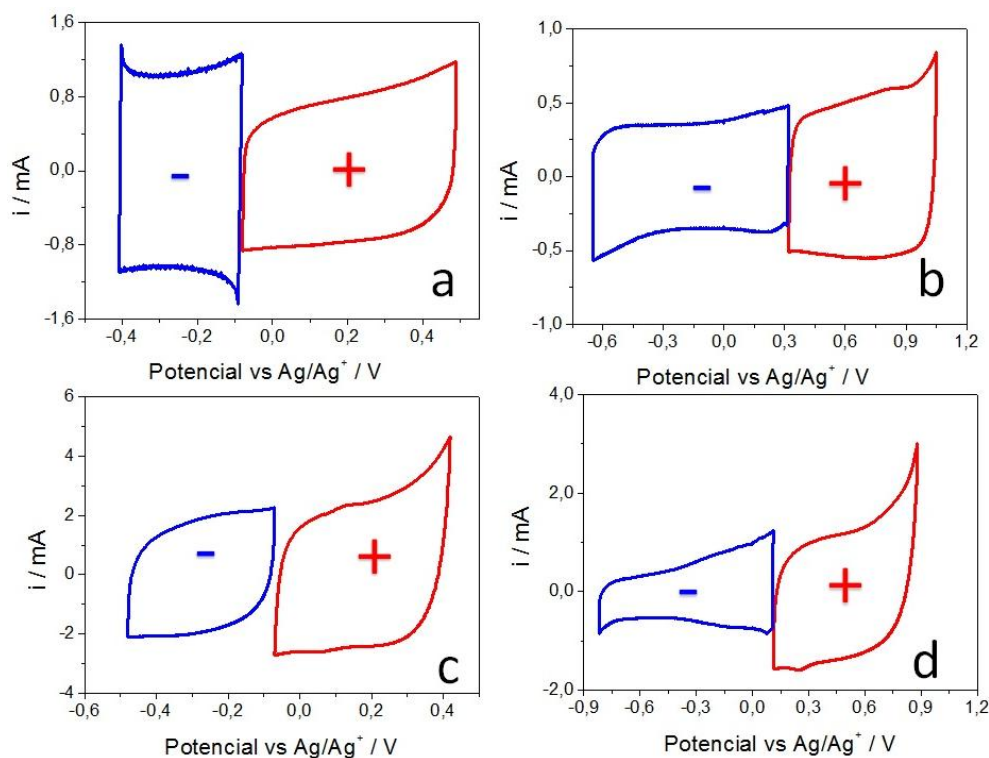 1,6
0,8
0,0
-0,8
-1,6
i / mA
-
+
a
-0,4 -0,2 0,0 0,2 0,4
Potencial vs Ag/Ag⁺ / V
1,0
0,5
0,0
-0,5
-1,0
i / mA
-
+
b
-0,6 -0,3 0,0 0,3 0,6 0,9 1,2
Potencial vs Ag/Ag⁺ / V
6
4
2
0
-2
-4
i / mA
-
+
c
-0,6 -0,4 -0,2 0,0 0,2 0,4
Potencial vs Ag/Ag⁺ / V
4,0
2,0
0,0
-2,0
i / mA
-
+
d
-0,9 -0,6 -0,3 0,0 0,3 0,6 0,9 1,2
Potencial vs Ag/Ag⁺ / V